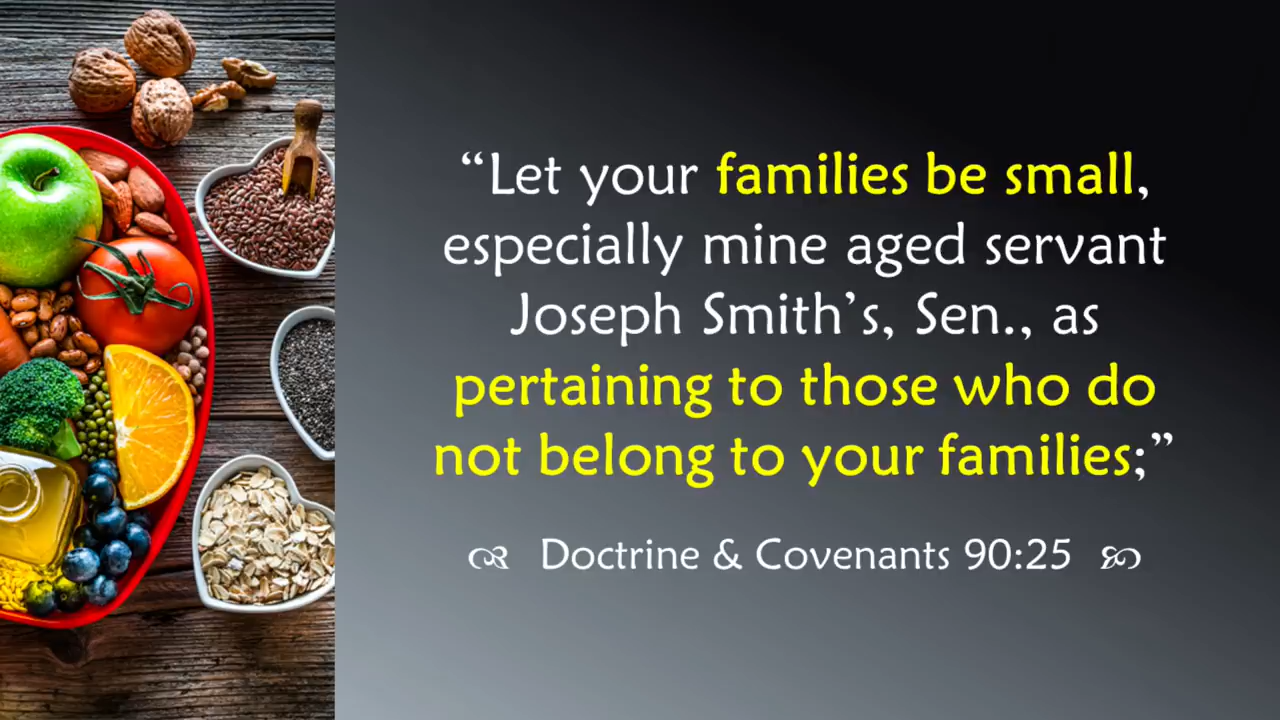 “Let your families be small,
especially mine aged servant
Joseph Smith’s, Sen., as
pertaining to those who do
not belong to your families;”
Doctrine & Covenants 90:25